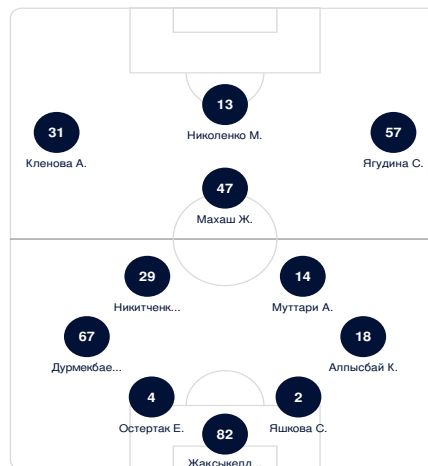 13
Николенко М.
31
Кленова А.
57
Ягудина С.
47
Махаш Ж.
29
Никитченк...
14
Муттари А.
67
Дурмекбае...
18
Алпысбай К.
4
Остертак Е.
2
Яшкова С.
82
Жаксыкелд...